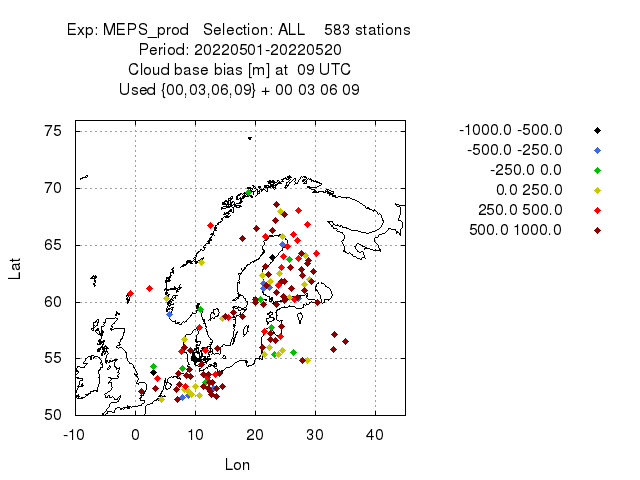 Exp: MEPS_prod   Selection: ALL    583 stations
Period: 20220501-20220520
Cloud base bias [m] at  09 UTC
Used {00,03,06,09} + 00 03 06 09
-1000.0 -500.0
-500.0 -250.0
-250.0 0.0
0.0 250.0
250.0 500.0
500.0 1000.0
75
70
65
60
55
50
Lat
-10 0 10 20 30 40
Lon